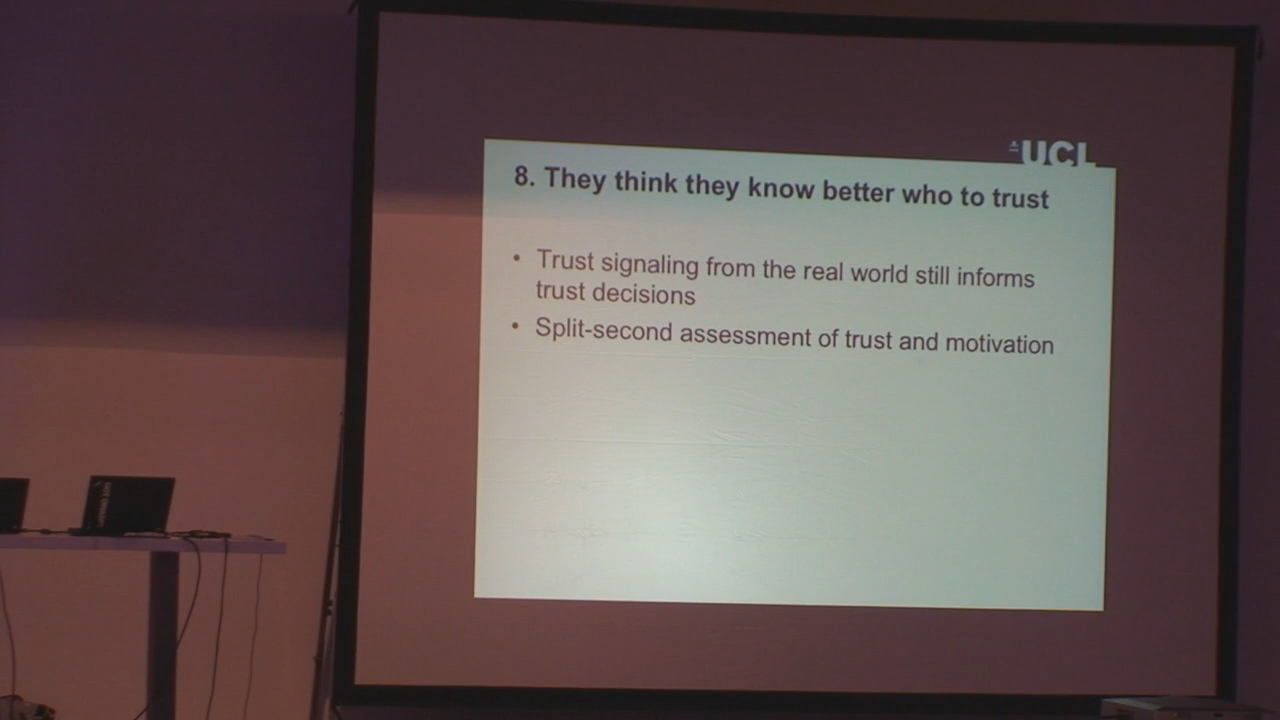 UCL
8. They think they know better who to trust
• Trust signaling from the real world still informs
trust decisions
• Split-second assessment of trust and motivation